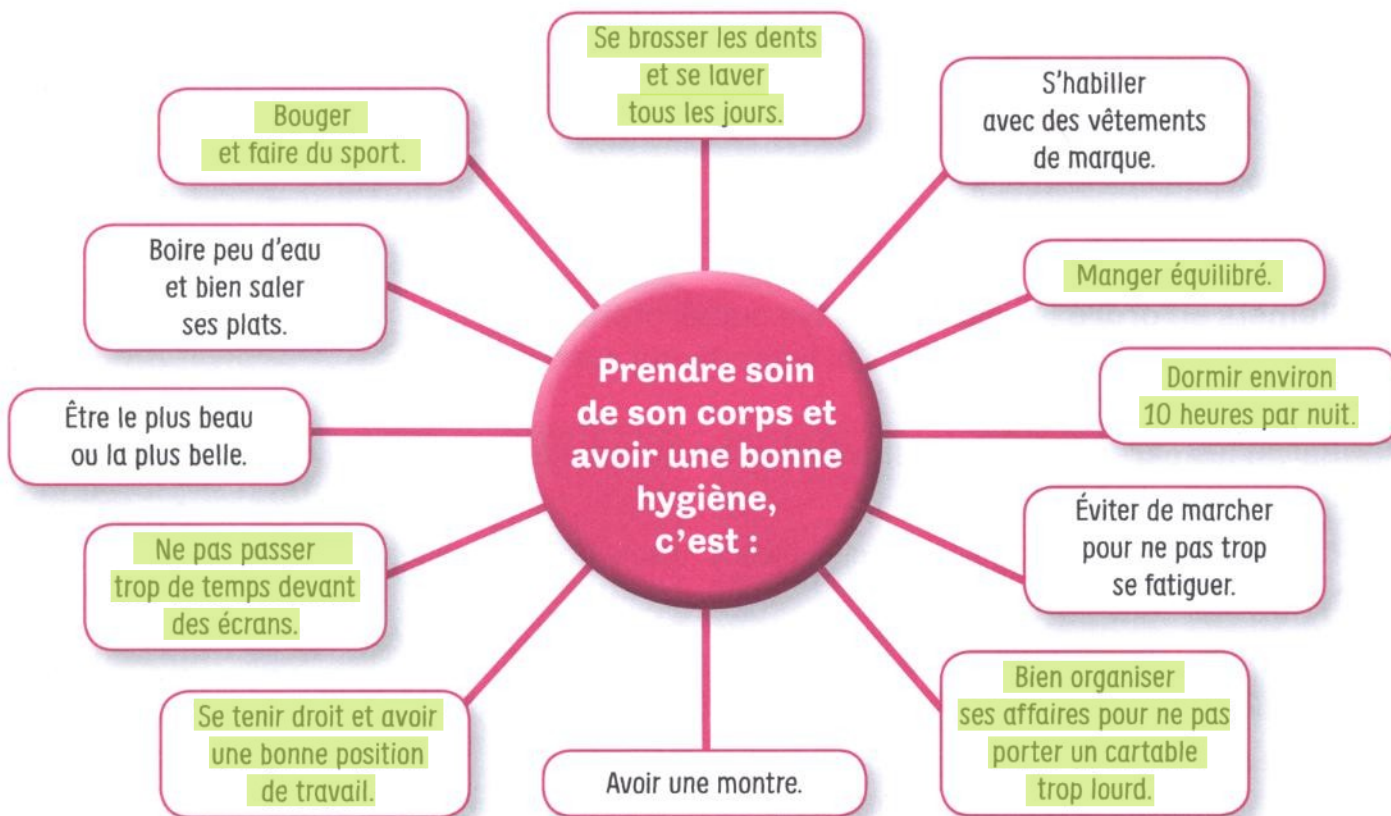 Se brosser les dents
et se laver
tous les jours.
S'habiller
avec des vêtements
de marque.
Manger équilibré.
Dormir environ
10 heures par nuit.
Éviter de marcher
pour ne pas trop
se fatiguer.
Bien organiser
ses affaires pour ne pas
porter un cartable
trop lourd.
Avoir une montre.
Se tenir droit et avoir
une bonne position
de travail.
Ne pas passer
trop de temps devant
des écrans.
Être le plus beau
ou la plus belle.
Boire peu d'eau
et bien saler
ses plats.
Bouger
et faire du sport.
Prendre soin
de son corps et
avoir une bonne
hygiène,
c'est :